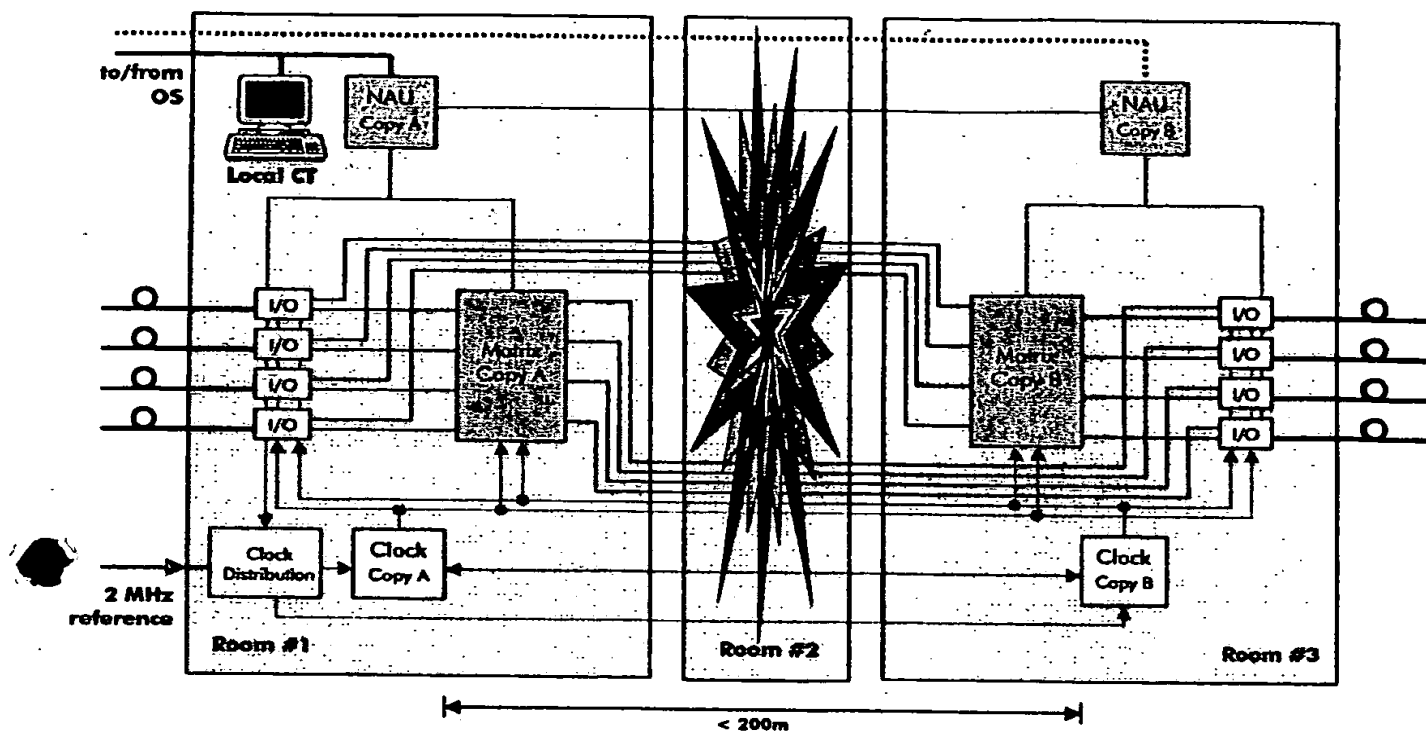 to/from
OS
NAU
Copy A
NAU
Copy B
Local CT
I/O
I/O
I/O
I/O
Matrix
Copy A
Matrix
Copy B
I/O
I/O
I/O
I/O
Clock
Distribution
Clock
Copy A
Clock
Copy B
2 MHz
reference
Room #1
Room #2
Room #3
< 200m